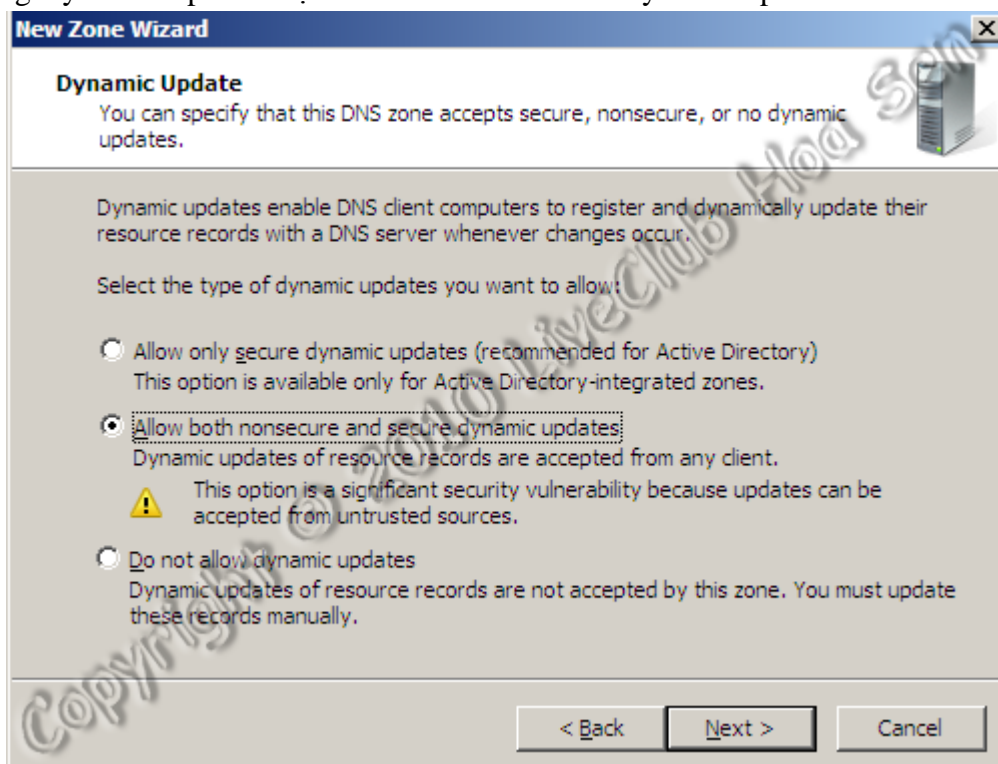 New Zone Wizard
Dynamic Update
You can specify that this DNS zone accepts secure, nonsecure, or no dynamic
updates.
Dynamic updates enable DNS client computers to register and dynamically update their
resource records with a DNS server whenever changes occur.
Select the type of dynamic updates you want to allow:
Allow only secure dynamic updates (recommended for Active Directory)
This option is available only for Active Directory-integrated zones.
Allow both nonsecure and secure dynamic updates
Dynamic updates of resource records are accepted from any client.
This option is a significant security vulnerability because updates can be
accepted from untrusted sources.
Do not allow dynamic updates
Dynamic updates of resource records are not accepted by this zone. You must update
these records manually.
< Back Next > Cancel
Copyright © 2010 LiveClub Hoa Sen